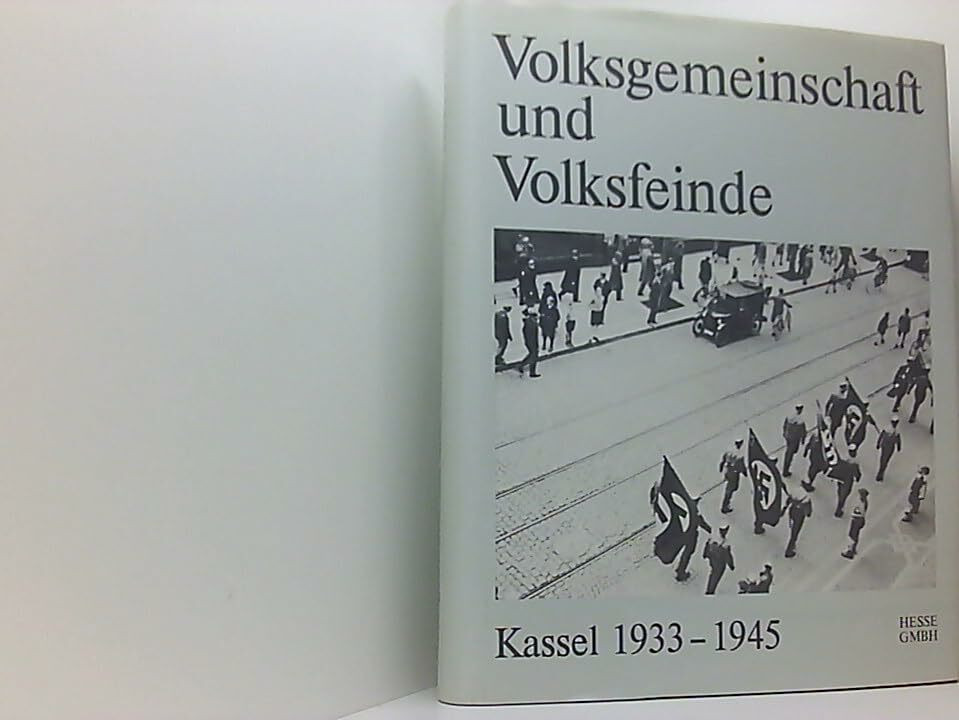 Volksgemeinschaft
und
Volksfeinde
Kassel 1933 – 1945
HESSE
GMBH